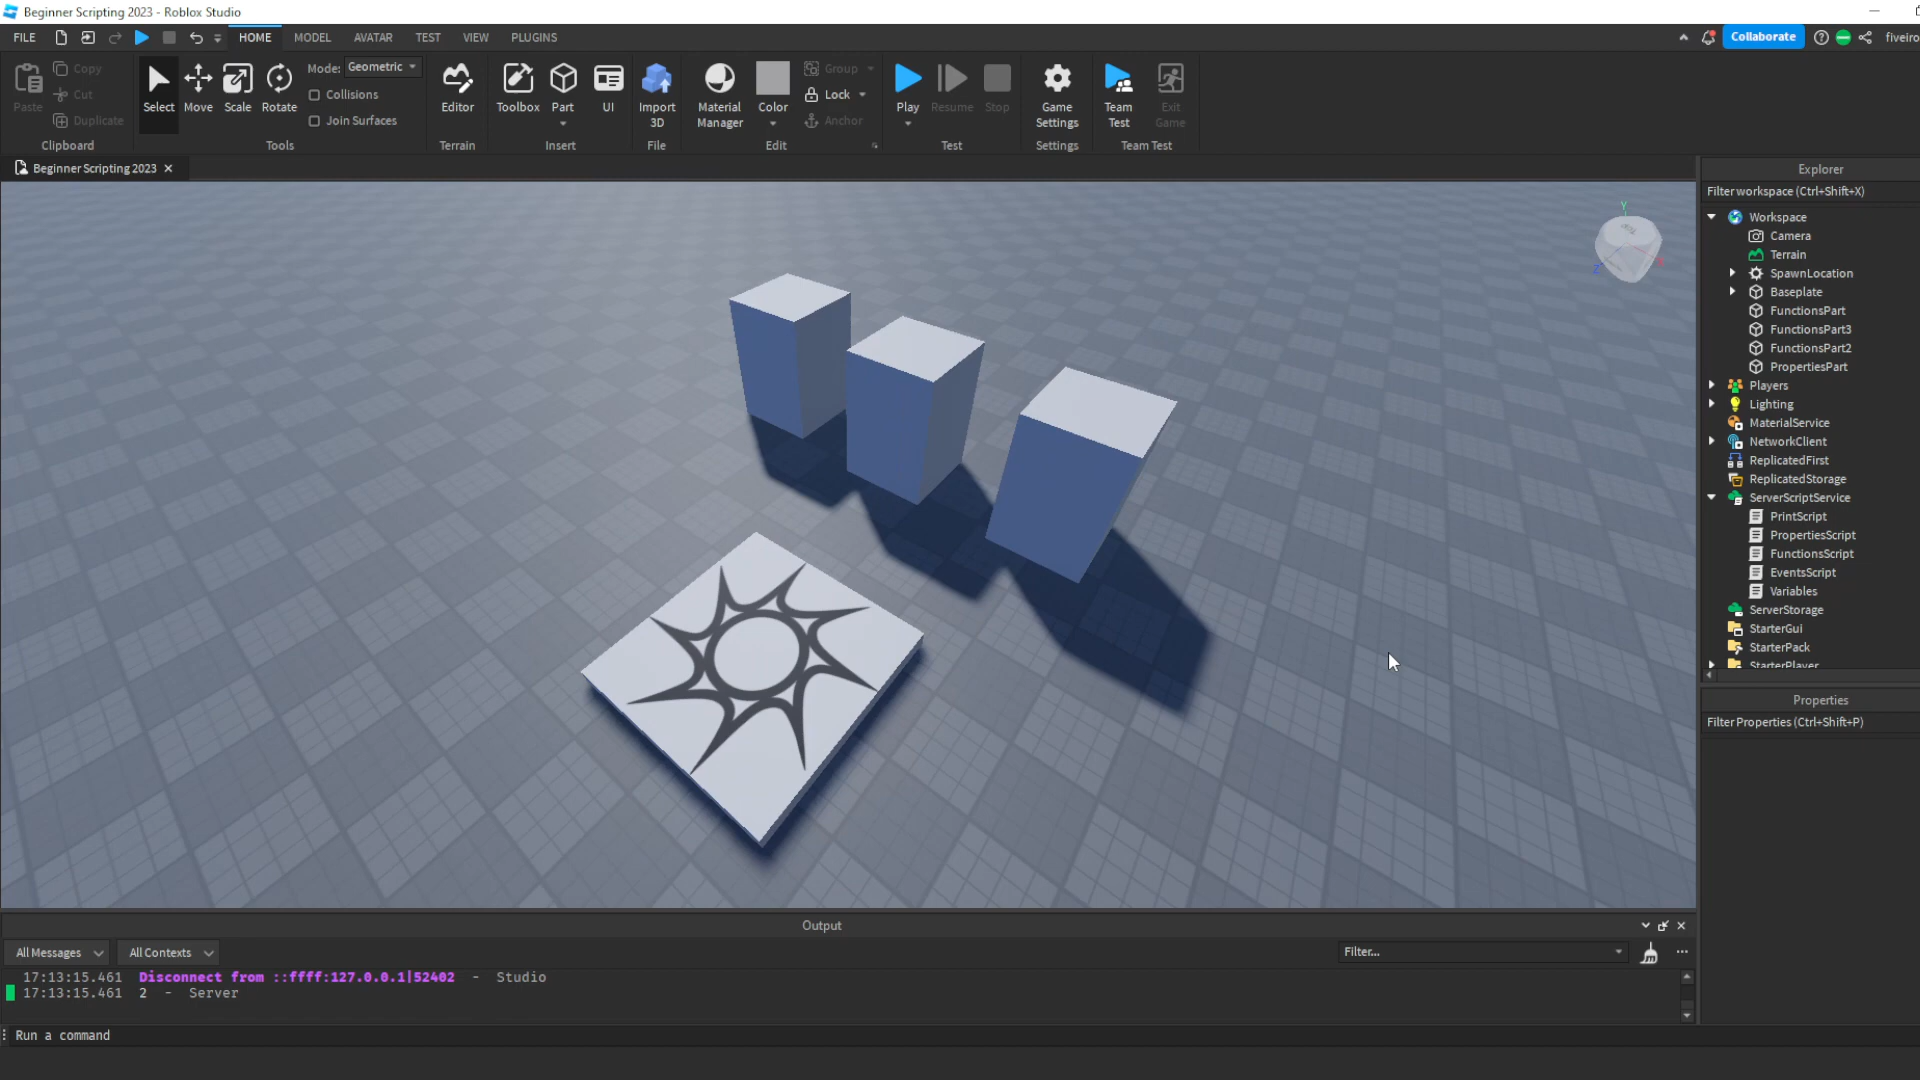 Beginner Scripting 2023 - Roblox Studio
FILE HOME MODEL AVATAR TEST VIEW PLUGINS Collaborate fiveiro
Paste Copy Cut Duplicate
Clipboard
Select Move Scale Rotate
Mode: Geometric
Collisions
Join Surfaces
Tools
Editor
Terrain
Toolbox Part UI
Insert
Import
3D
File
Material
Manager
Color
Group
Lock
Anchor
Edit
Play Resume Stop
Test
Game
Settings
Settings
Team
Test
Exit
Game
Team Test
Beginner Scripting 2023
Y
Z
Output
All Messages All Contexts Filter...
17:13:15.461 Disconnect from ::ffff:127.0.0.1|52402 - Studio
17:13:15.461 2 - Server
Run a command
Explorer
Filter workspace (Ctrl+Shift+X)
Workspace
Camera
Terrain
SpawnLocation
Baseplate
FunctionsPart
FunctionsPart3
FunctionsPart2
PropertiesPart
Players
Lighting
MaterialService
NetworkClient
ReplicatedFirst
ReplicatedStorage
ServerScriptService
PrintScript
PropertiesScript
FunctionsScript
EventsScript
Variables
ServerStorage
StarterGui
StarterPack
StarterPlayer
Properties
Filter Properties (Ctrl+Shift+P)